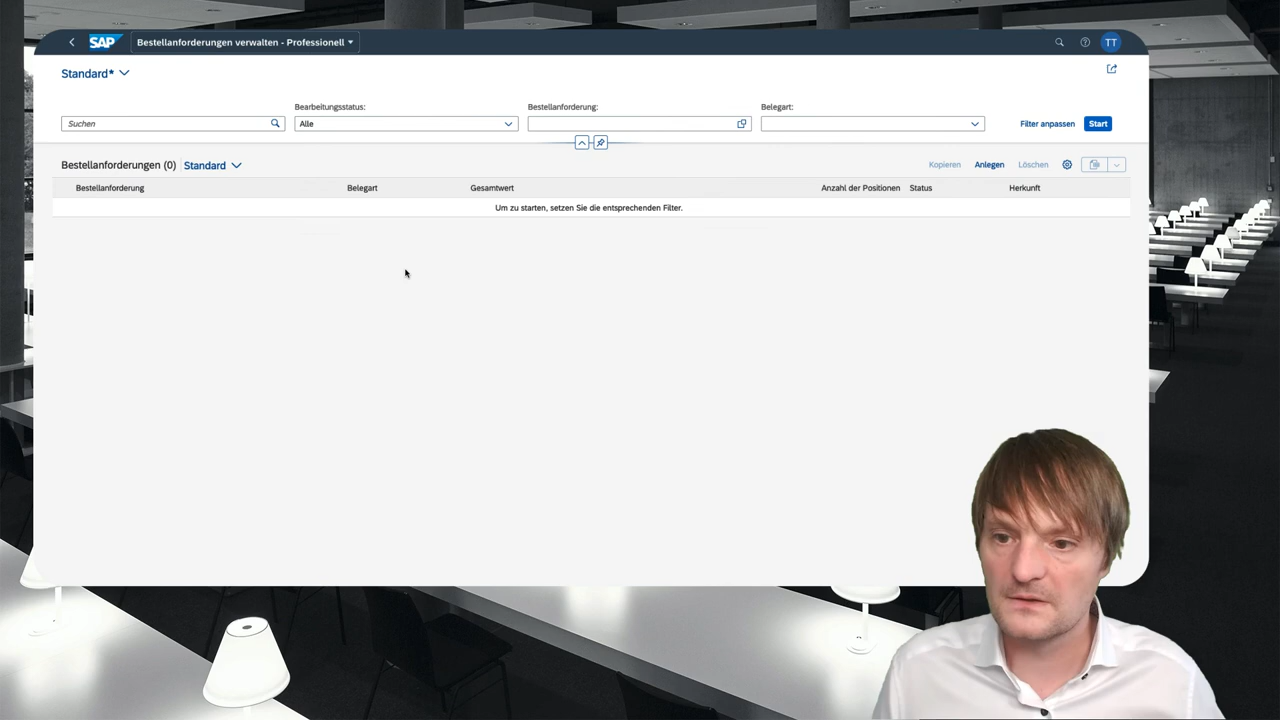 SAP Bestellanforderungen verwalten - Professionell TT
Standard*
Bearbeitungsstatus: Bestellanforderung: Belegart:
Suchen Alle Filter anpassen Start
Bestellanforderungen (0) Standard Kopieren Anlegen Löschen
Bestellanforderung Belegart Gesamtwert Anzahl der Positionen Status Herkunft
Um zu starten, setzen Sie die entsprechenden Filter.